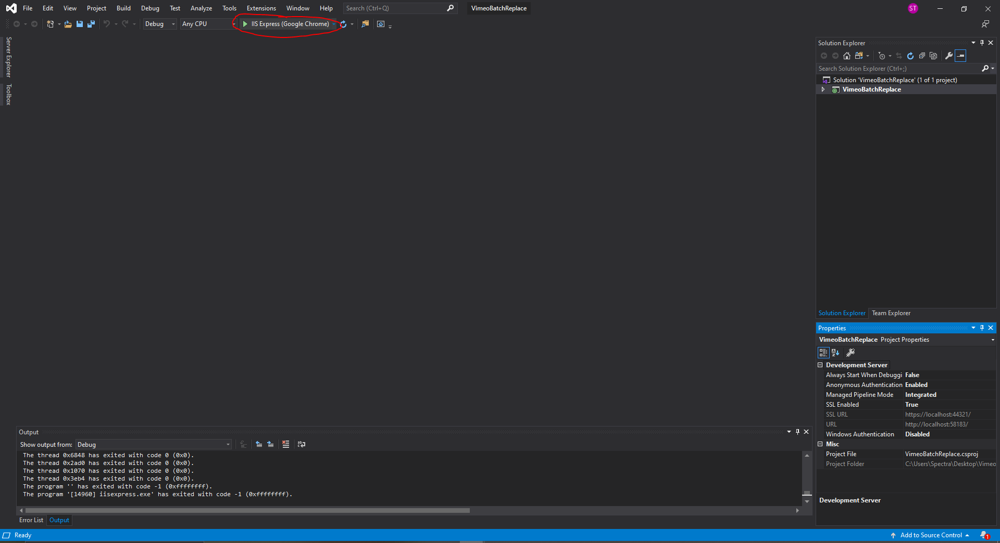 File Edit View Project Build Debug Test Analyze Tools Extensions Window Help Search (Ctrl+Q) VimeoBatchReplace ST
Debug Any CPU IIS Express (Google Chrome)
Server Explorer
Toolbox
Solution Explorer
Search Solution Explorer (Ctrl+;)
Solution 'VimeoBatchReplace' (1 of 1 project)
VimeoBatchReplace
Solution Explorer Team Explorer
Properties
VimeoBatchReplace Project Properties
Development Server
Always Start When Debuggi False
Anonymous Authentication Enabled
Managed Pipeline Mode Integrated
SSL Enabled True
SSL URL https://localhost:44321/
URL http://localhost:58183/
Windows Authentication Disabled
Misc
Project File VimeoBatchReplace.csproj
Project Folder C:\Users\Spectra\Desktop\Vimeo
Development Server
Output
Show output from: Debug
The thread 0x6848 has exited with code 0 (0x0).
The thread 0x2ad0 has exited with code 0 (0x0).
The thread 0x1070 has exited with code 0 (0x0).
The thread 0x3eb4 has exited with code 0 (0x0).
The program '' has exited with code -1 (0xffffffff).
The program '[14960] iisexpress.exe' has exited with code -1 (0xffffffff).
Error List Output
Ready Add to Source Control 1